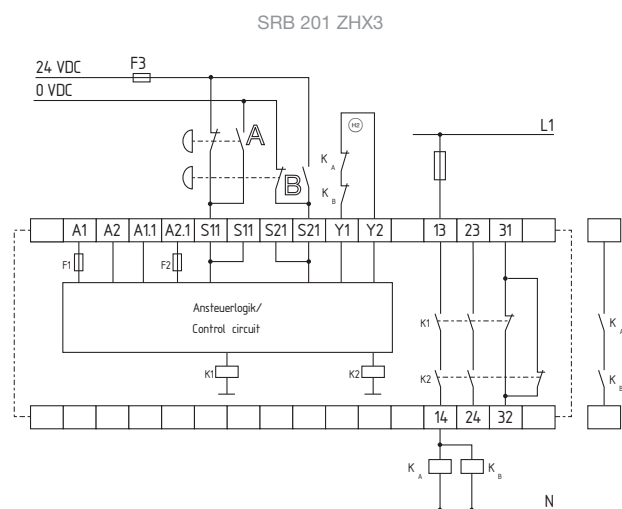 SRB 201 ZHX3
24 VDC
F3
0 VDC
H2
L1
A
K A
B
K B
A1 A2 A1.1 A2.1 S11 S11 S21 S21 Y1 Y2 13 23 31
F1
F2
Ansteuerlogik/
Control circuit
K1
K A
K1
K2
K2
K B
14 24 32
K A
K B
N